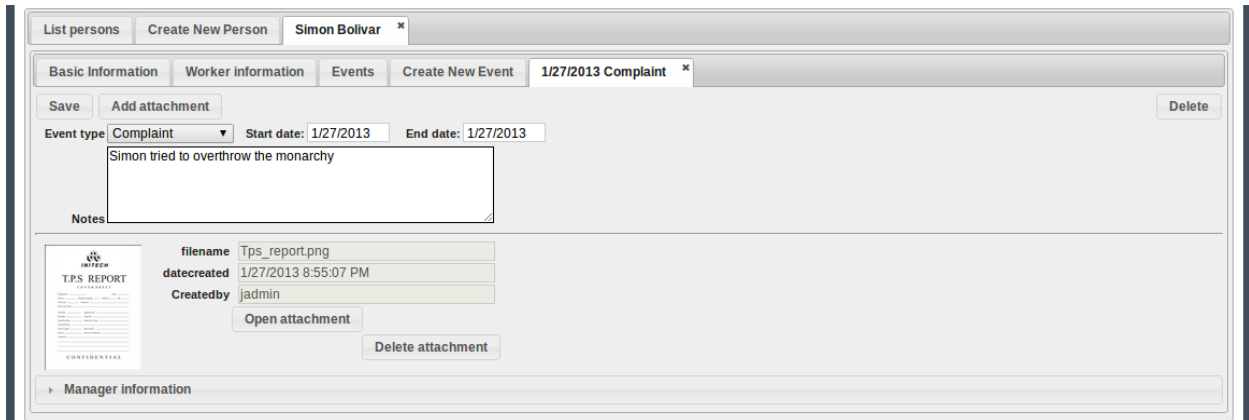 List persons Create New Person Simon Bolivar ✖
Basic Information Worker information Events Create New Event 1/27/2013 Complaint ✖
Save Add attachment Delete
Event type Complaint ▼ Start date: 1/27/2013 End date: 1/27/2013
Simon tried to overthrow the monarchy
Notes
INITECH
T.P.S REPORT
COVER SHEET
CONFIDENTIAL
filename Tps_report.png
datecreated 1/27/2013 8:55:07 PM
Createdby jadmin
Open attachment
Delete attachment
Manager information